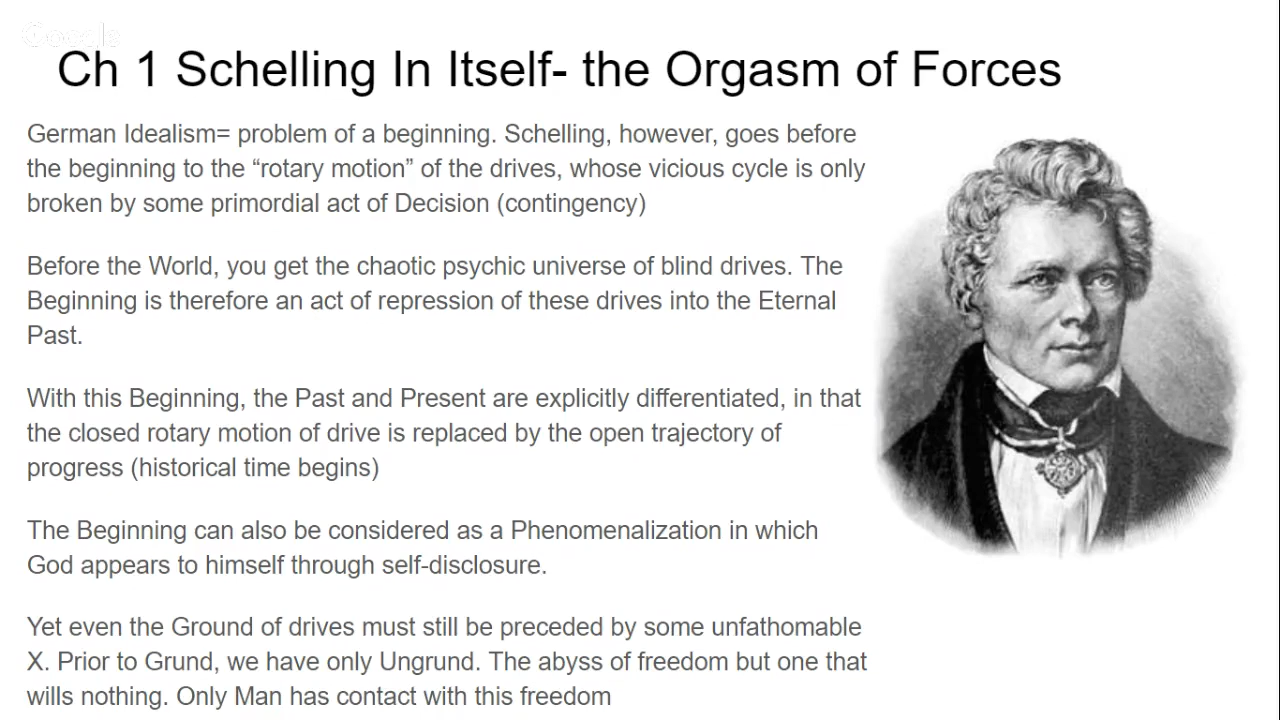 Ch 1 Schelling In Itself- the Orgasm of Forces
German Idealism= problem of a beginning. Schelling, however, goes before
the beginning to the “rotary motion” of the drives, whose vicious cycle is only
broken by some primordial act of Decision (contingency)
Before the World, you get the chaotic psychic universe of blind drives. The
Beginning is therefore an act of repression of these drives into the Eternal
Past.
With this Beginning, the Past and Present are explicitly differentiated, in that
the closed rotary motion of drive is replaced by the open trajectory of
progress (historical time begins)
The Beginning can also be considered as a Phenomenalization in which
God appears to himself through self-disclosure.
Yet even the Ground of drives must still be preceded by some unfathomable
X. Prior to Grund, we have only Ungrund. The abyss of freedom but one that
wills nothing. Only Man has contact with this freedom